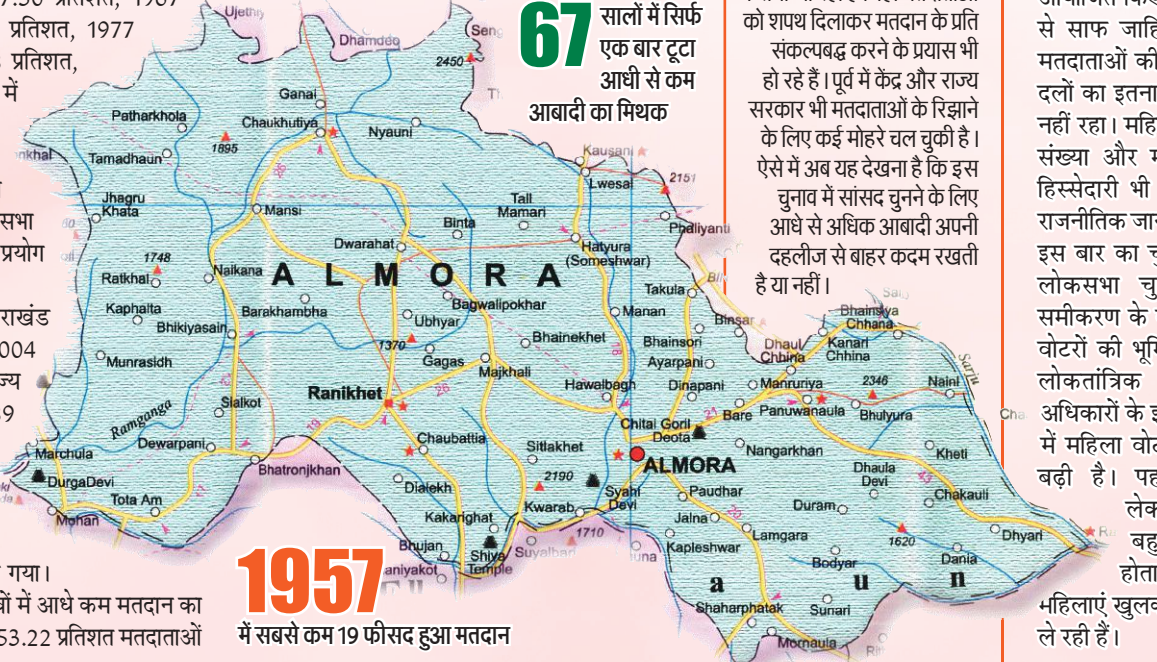 प्रतिशत, 1977
प्रतिशत,
में
सभा
प्रयोग
राखंड
004
ज्य
गया।
में आधे कम मतदान का
53.22 प्रतिशत मतदाताओं
67
सालों में सिर्फ
एक बार टूटा
आधी से कम
आबादी का मिथक
को शपथ दिलाकर मतदान के प्रति
संकल्पबद्ध करने के प्रयास भी
हो रहे हैं। पूर्व में केंद्र और राज्य
सरकार भी मतदाताओं के रिझाने
के लिए कई मोहरे चल चुकी है।
ऐसे में अब यह देखना है कि इस
चुनाव में सांसद चुनने के लिए
आधे से अधिक आबादी अपनी
दहलीज से बाहर कदम रखती
है या नहीं।
से साफ जाहि
मतदाताओं की
दलों का इतना
नहीं रहा। महि
संख्या और म
हिस्सेदारी भी
राजनीतिक जान
इस बार का चु
लोकसभा चु
समीकरण के
वोटरों की भूमि
लोकतांत्रिक
अधिकारों के इ
में महिला वोट
बढ़ी है। पह
लेक
बहु
होता
महिलाएं खुलक
ले रही हैं।
1957
में सबसे कम 19 फीसद हुआ मतदान
Dhamdeo
2450
Ganai
Patharkhola
Chaukhutiya
Nyauni
1895
Tamadhaun
Kausani
Lwesal
2151
Jhagru
Khata
Mansi
Tall
Mamari
Binta
Phaliyanti
Dwarahat
Hatyura
(Someshwar)
1748
Ratkhal
Naikana
ALMORA
Takula
Kaphalta
Barakhambha
Bagwalipokhar
Manan
Binsar
Bhainsiya
Chhana
Bhikiyasain
Ubhyar
Bhainekhet
Bhainsori
Dhaul
Chhina
Kanari
Chhina
1370
Gagas
Munrasidh
Majkhali
Ayarpani
Sarju
Ranikhet
26
Hawalbagh
Dinapani
Manruriya
2346
Naini
Sialkot
Bare
21
Panuwanaula
Bhulyura
Ramganga
19
Chitai Goril
Deota
Dewarpani
Chaubattia
Sitlakhet
Nangarkhan
Kheti
Marchula
Bhatronjkhan
ALMORA
DurgaDevi
Dialekh
2190
Syahi
Devi
Paudhar
Dhaula
Devi
Chakauli
Tota Am
Kwarab
Duram
Mohan
Kakarighat
Jalna
Lamgara
Dhyari
1710
1620
Bhujan
Shiva
Temple
Suyalbari
Kapleshwar
Bodyar
Dania
aniyakot
a u n
Shaharphatak
Sunari
Mornaula